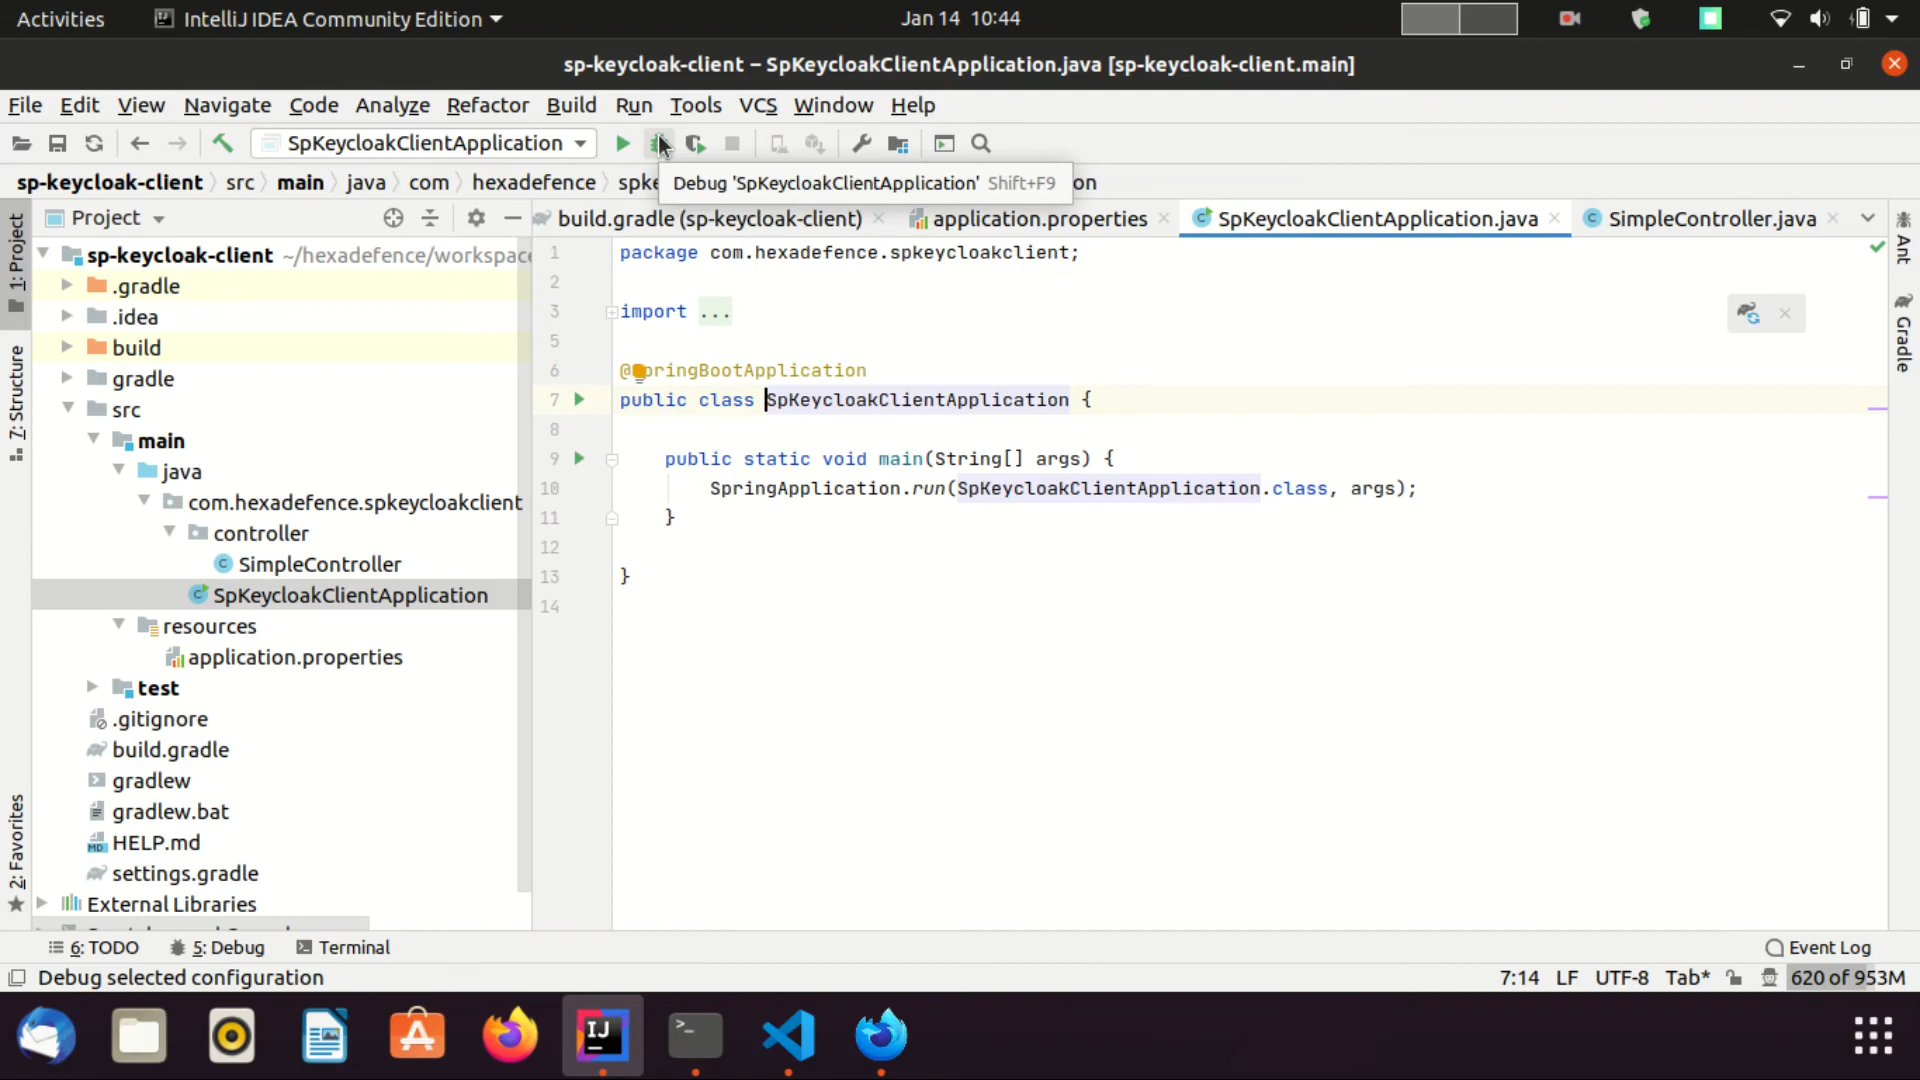 Activities IntelliJ IDEA Community Edition Jan 14 10:44
sp-keycloak-client – SpKeycloakClientApplication.java [sp-keycloak-client.main]
File Edit View Navigate Code Analyze Refactor Build Run Tools VCS Window Help
SpKeycloakClientApplication
sp-keycloak-client src main java com hexadefence spke on
Debug 'SpKeycloakClientApplication' Shift+F9
Project
build.gradle (sp-keycloak-client) application.properties SpKeycloakClientApplication.java SimpleController.java
1: Project
7: Structure
2: Favorites
sp-keycloak-client ~/hexadefence/workspace
.gradle
.idea
build
gradle
src
main
java
com.hexadefence.spkeycloakclient
controller
SimpleController
SpKeycloakClientApplication
resources
application.properties
test
.gitignore
build.gradle
gradlew
gradlew.bat
HELP.md
settings.gradle
External Libraries
1 package com.hexadefence.spkeycloakclient;
2
3 import ...
5
6 @SpringBootApplication
7 public class SpKeycloakClientApplication {
8
9 public static void main(String[] args) {
10 SpringApplication.run(SpKeycloakClientApplication.class, args);
11 }
12
13 }
14
Ant
Gradle
6: TODO 5: Debug Terminal Event Log
Debug selected configuration 7:14 LF UTF-8 Tab* 620 of 953M